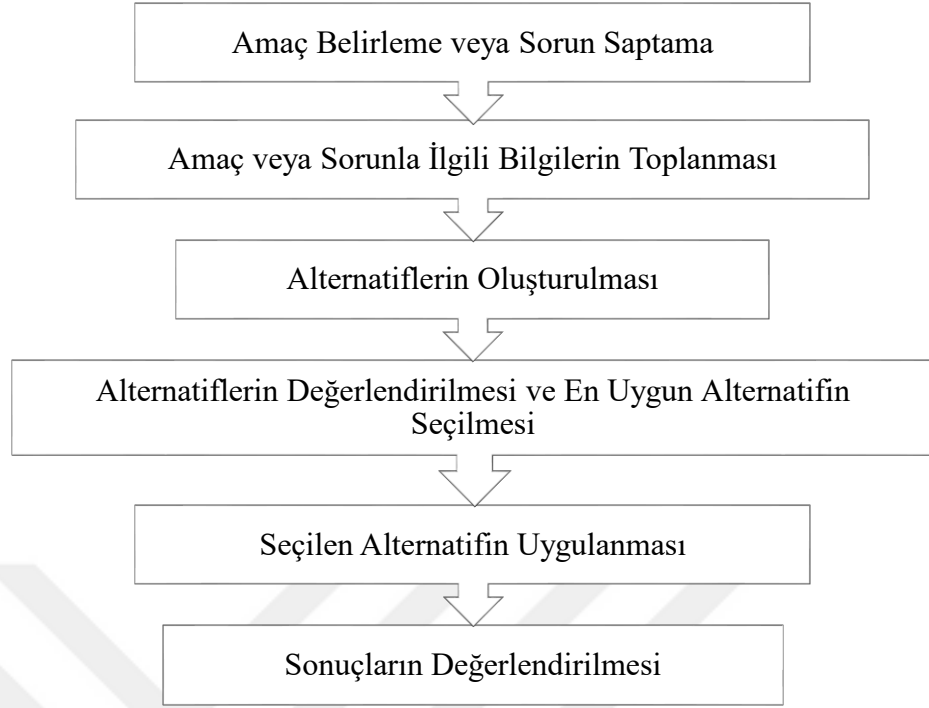 Amaç Belirleme veya Sorun Saptama
Amaç veya Sorunla İlgili Bilgilerin Toplanması
Alternatiflerin Oluşturulması
Alternatiflerin Değerlendirilmesi ve En Uygun Alternatifin
Seçilmesi
Seçilen Alternatifin Uygulanması
Sonuçların Değerlendirilmesi